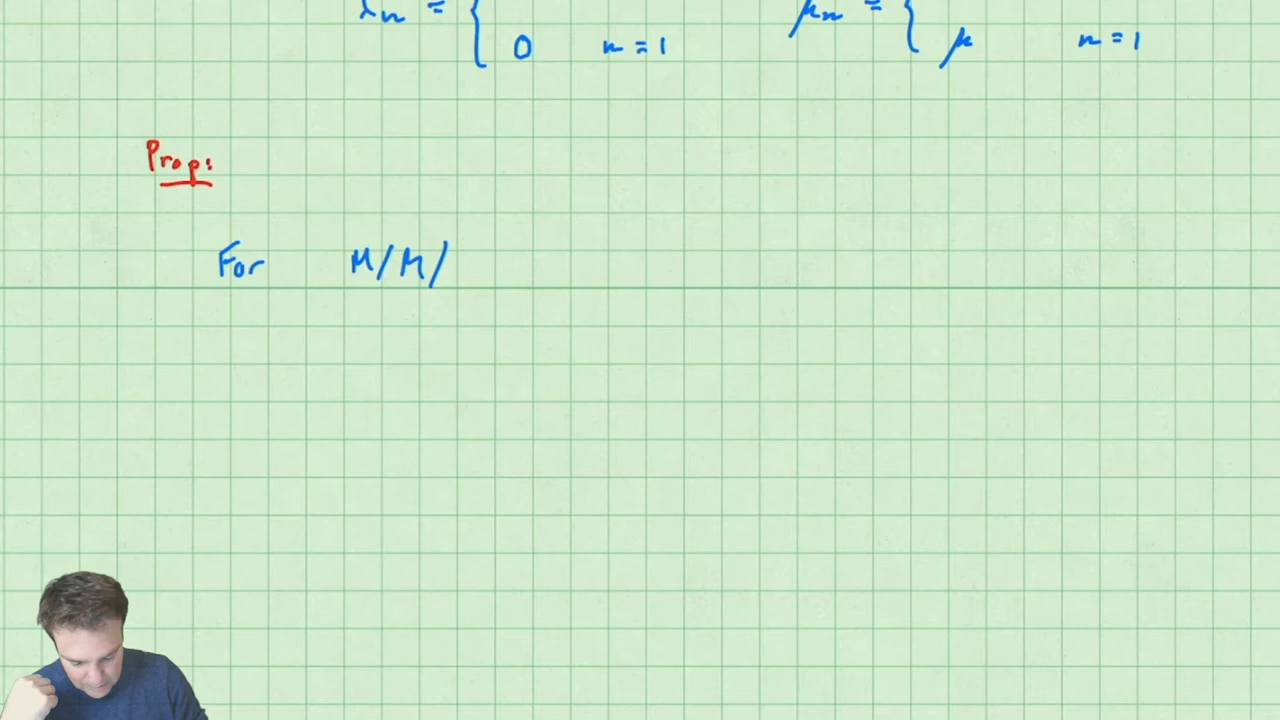 λn = { 0 n = 1 μn = { μ n = 1
Prop:
For M/M/